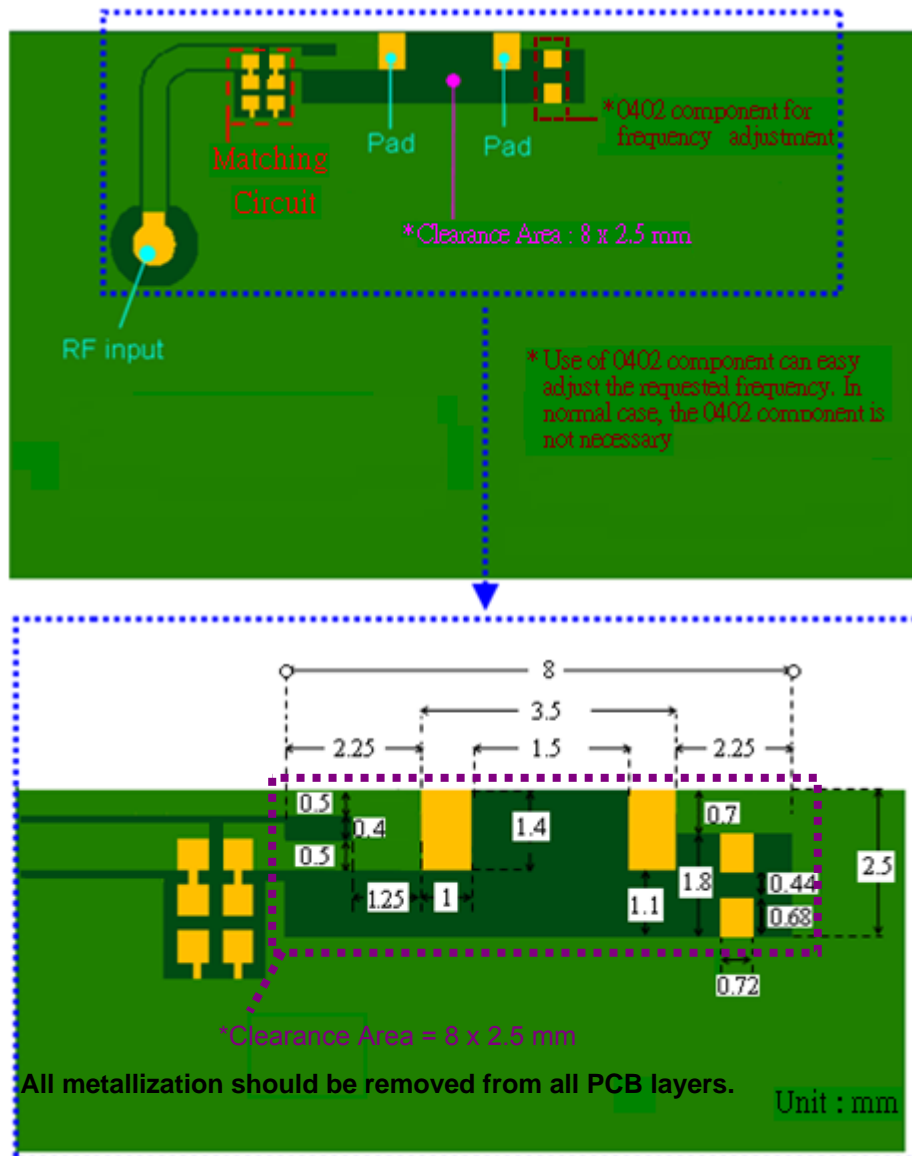 Pad
Pad
*0402 component for
frequency adjustment
Matching
Circuit
*Clearance Area : 8 x 2.5 mm
RF input
* Use of 0402 component can easy
adjust the requested frequency. In
normal case, the 0402 component is
not necessary
8
3.5
2.25
1.5
2.25
0.5
0.4
0.5
1.4
0.7
2.5
1.25
1
1.1
1.8
0.44
0.68
0.72
*Clearance Area = 8 x 2.5 mm
All metallization should be removed from all PCB layers.
Unit : mm